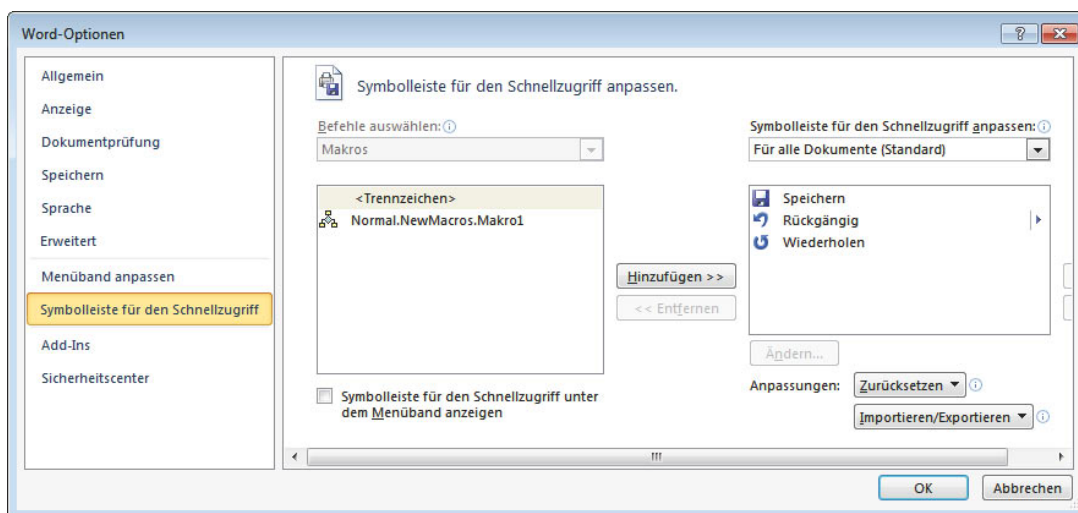 Word-Optionen
Allgemein
Anzeige
Dokumentprüfung
Speichern
Sprache
Erweitert
Menüband anpassen
Symbolleiste für den Schnellzugriff
Add-Ins
Sicherheitscenter
Symbolleiste für den Schnellzugriff anpassen.
Befehle auswählen:
Makros
<Trennzeichen>
Normal.NewMacros.Makro1
Symbolleiste für den Schnellzugriff unter
dem Menüband anzeigen
Hinzufügen >>
<< Entfernen
Symbolleiste für den Schnellzugriff anpassen:
Für alle Dokumente (Standard)
Speichern
Rückgängig
Wiederholen
Ändern...
Anpassungen:
Zurücksetzen
Importieren/Exportieren
OK
Abbrechen